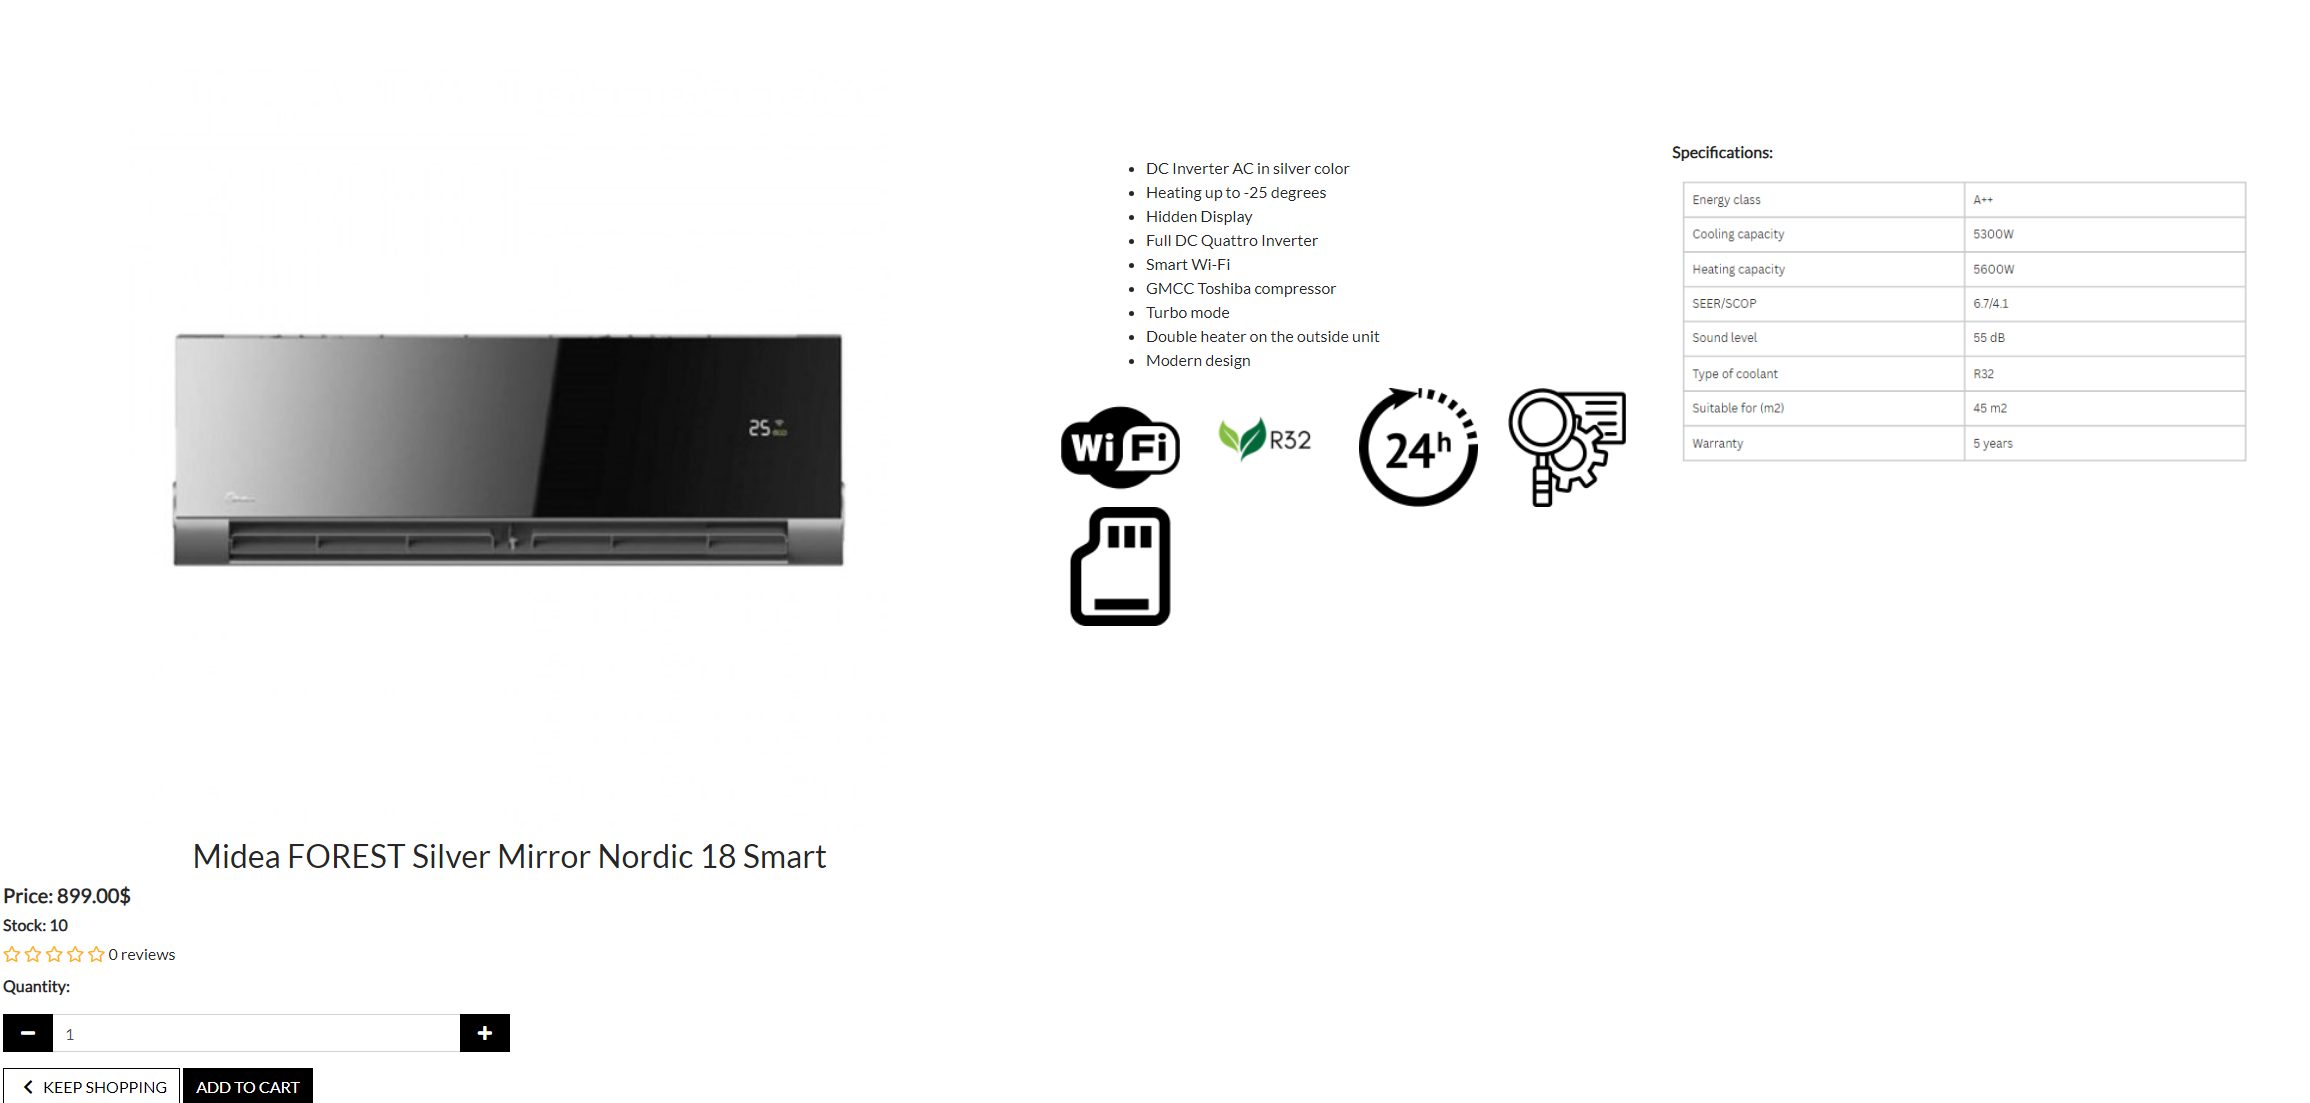 25
eco
DC Inverter AC in silver color
Heating up to -25 degrees
Hidden Display
Full DC Quattro Inverter
Smart Wi-Fi
GMCC Toshiba compressor
Turbo mode
Double heater on the outside unit
Modern design
Wi Fi
R32
24h
Specifications:
Energy class A++
Cooling capacity 5300W
Heating capacity 5600W
SEER/SCOP 6.7/4.1
Sound level 55 dB
Type of coolant R32
Suitable for (m2) 45 m2
Warranty 5 years
Midea FOREST Silver Mirror Nordic 18 Smart
Price: 899.00$
Stock: 10
0 reviews
Quantity:
1
KEEP SHOPPING ADD TO CART